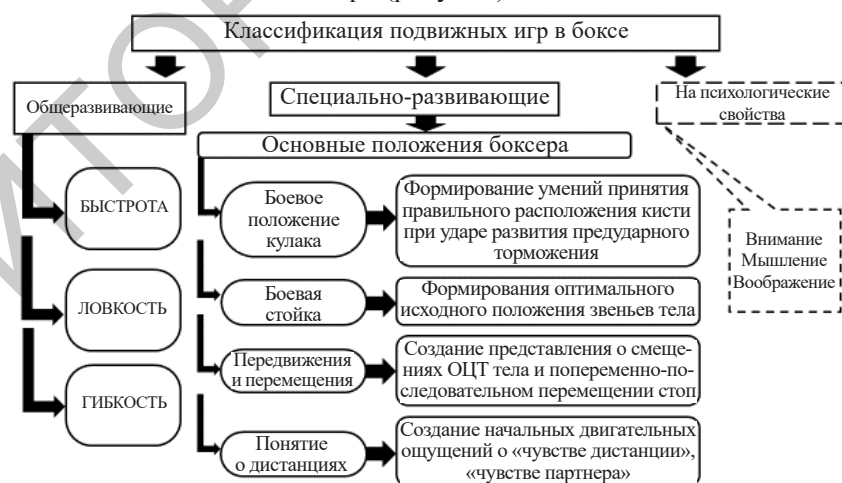 Классификация подвижных игр в боксе
Общеразвивающие
Специально-развивающие
На психологические
свойства
Основные положения боксера
БЫСТРОТА
ЛОВКОСТЬ
ГИБКОСТЬ
Боевое
положение
кулака
Формирование умений принятия
правильного расположения кисти
при ударе развития предударного
торможения
Боевая
стойка
Формирования оптимального
исходного положения звеньев тела
Передвижения
и перемещения
Создание представления о смеще-
ниях ОЦТ тела и попеременно-по-
следовательном перемещении стоп
Понятие
о дистанциях
Создание начальных двигательных
ощущений о «чувстве дистанции»,
«чувстве партнера»
Внимание
Мышление
Воображение